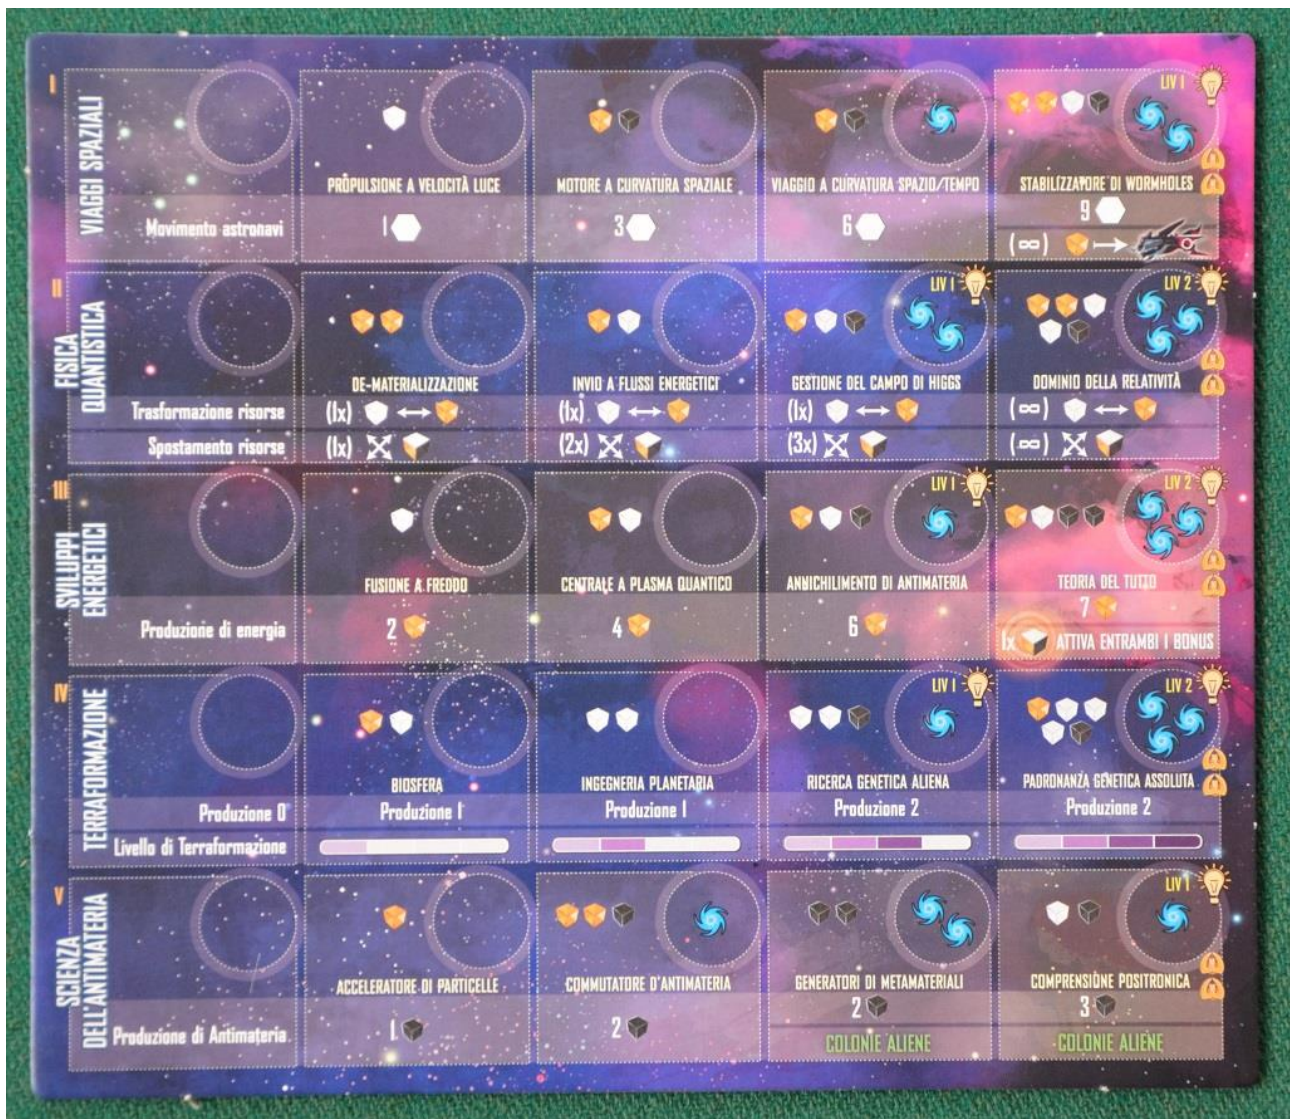 I
VIAGGI SPAZIALI
LIV 1
PROPULSIONE A VELOCITÀ LUCE
MOTORE A CURVATURA SPAZIALE
VIAGGIO A CURVATURA SPAZIO/TEMPO
STABILIZZATORE DI WORMHOLES
Movimento astronavi
1
3
6
9
(∞)
II
FISICA
QUANTISTICA
LIV 1
LIV 2
DE-MATERIALIZZAZIONE
INVIO A FLUSSI ENERGETICI
GESTIONE DEL CAMPO DI HIGGS
DOMINIO DELLA RELATIVITÀ
Trasformazione risorse
(1x)
(1x)
(1x)
(∞)
Spostamento risorse
(1x)
(2x)
(3x)
(∞)
III
SVILUPPI
ENERGETICI
LIV 1
LIV 2
FUSIONE A FREDDO
CENTRALE A PLASMA QUANTICO
ANNICHILIMENTO DI ANTIMATERIA
TEORIA DEL TUTTO
Produzione di energia
2
4
6
7
1x ATTIVA ENTRAMBI I BONUS
IV
TERRAFORMAZIONE
LIV 1
LIV 2
BIOSFERA
INGEGNERIA PLANETARIA
RICERCA GENETICA ALIENA
PADRONANZA GENETICA ASSOLUTA
Produzione 0
Produzione 1
Produzione 1
Produzione 2
Produzione 2
Livello di Terraformazione
V
SCIENZA
DELL'ANTIMATERIA
LIV 1
ACCELERATORE DI PARTICELLE
COMMUTATORE D'ANTIMATERIA
GENERATORI DI METAMATERIALI
COMPRENSIONE POSITRONICA
Produzione di Antimateria
1
2
2
3
COLONIE ALIENE
COLONIE ALIENE